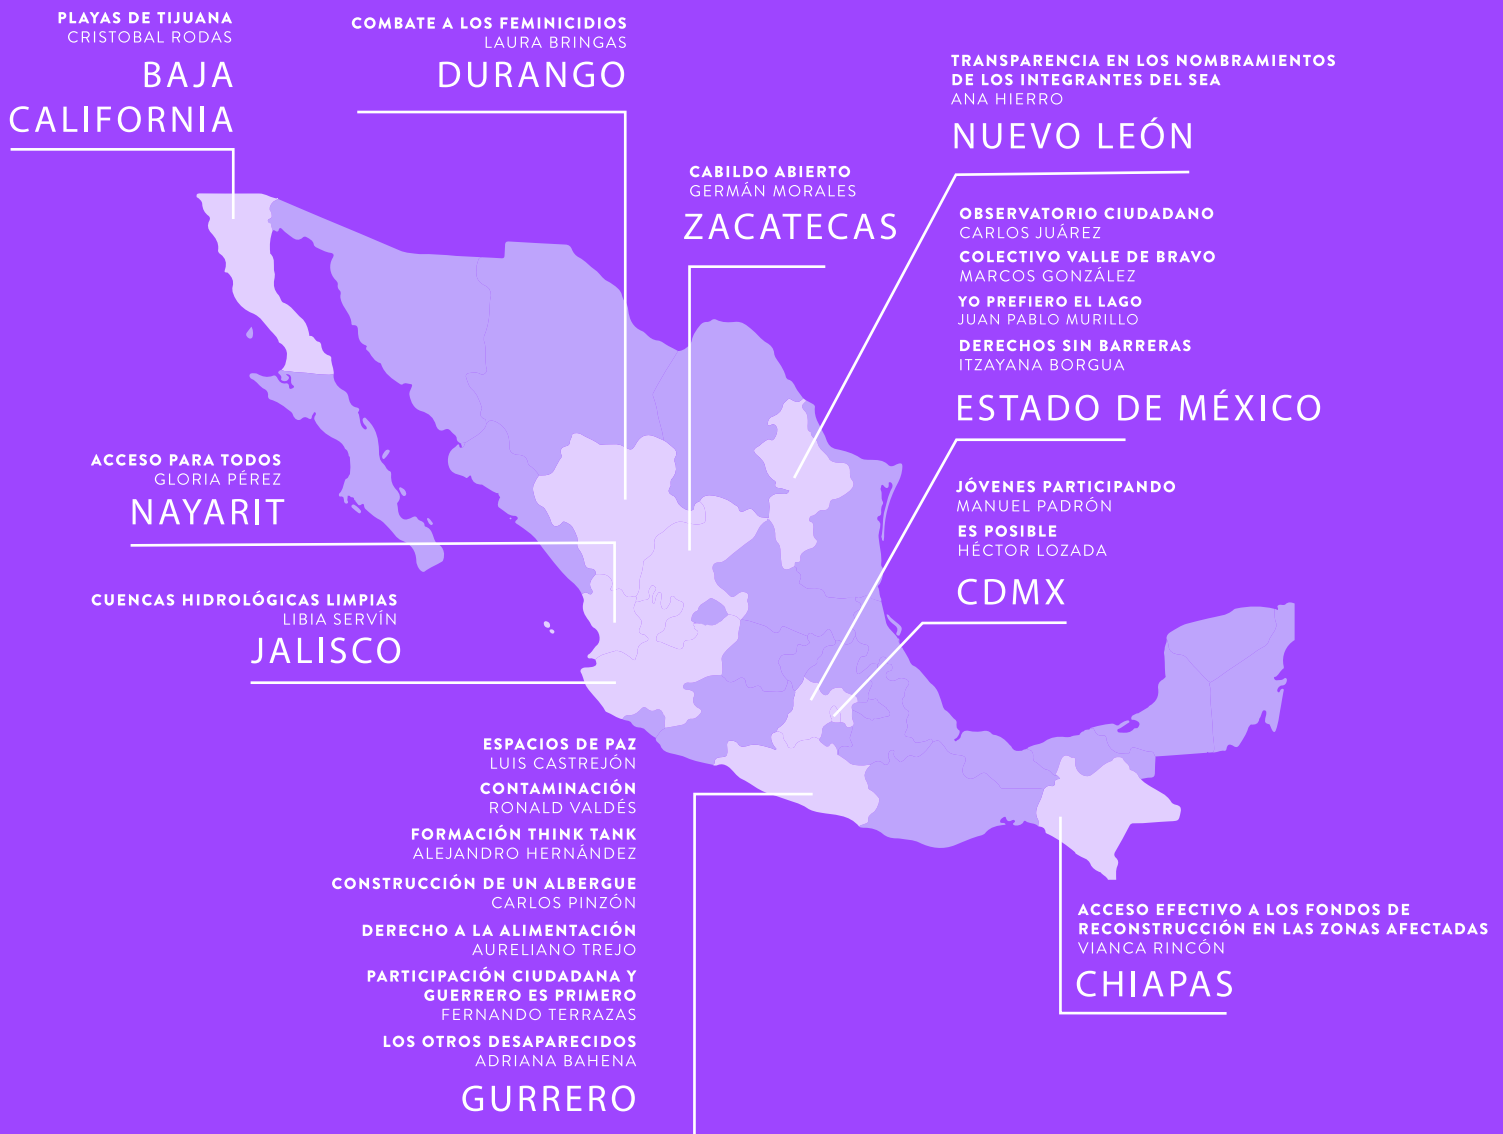 PLAYAS DE TIJUANA
CRISTOBAL RODAS
BAJA
CALIFORNIA
COMBATE A LOS FEMINICIDIOS
LAURA BRINGAS
DURANGO
TRANSPARENCIA EN LOS NOMBRAMIENTOS
DE LOS INTEGRANTES DEL SEA
ANA HIERRO
NUEVO LEÓN
CABILDO ABIERTO
GERMÁN MORALES
ZACATECAS
OBSERVATORIO CIUDADANO
CARLOS JUÁREZ
COLECTIVO VALLE DE BRAVO
MARCOS GONZÁLEZ
YO PREFIERO EL LAGO
JUAN PABLO MURILLO
DERECHOS SIN BARRERAS
ITZAYANA BORGUA
ESTADO DE MÉXICO
ACCESO PARA TODOS
GLORIA PÉREZ
NAYARIT
JÓVENES PARTICIPANDO
MANUEL PADRÓN
ES POSIBLE
HÉCTOR LOZADA
CDMX
CUENCAS HIDROLÓGICAS LIMPIAS
LIBIA SERVÍN
JALISCO
ESPACIOS DE PAZ
LUIS CASTREJÓN
CONTAMINACIÓN
RONALD VALDÉS
FORMACIÓN THINK TANK
ALEJANDRO HERNÁNDEZ
CONSTRUCCIÓN DE UN ALBERGUE
CARLOS PINZÓN
DERECHO A LA ALIMENTACIÓN
AURELIANO TREJO
PARTICIPACIÓN CIUDADANA Y
GUERRERO ES PRIMERO
FERNANDO TERRAZAS
LOS OTROS DESAPARECIDOS
ADRIANA BAHENA
GURRERO
ACCESO EFECTIVO A LOS FONDOS DE
RECONSTRUCCIÓN EN LAS ZONAS AFECTADAS
VIANCA RINCÓN
CHIAPAS